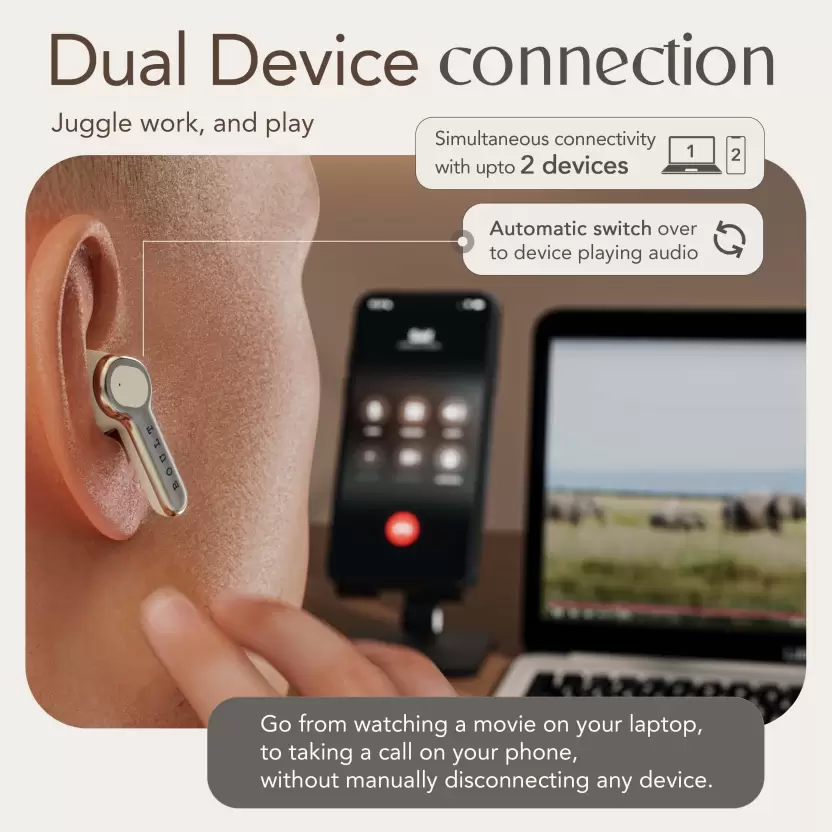 Dual Device connection
Juggle work, and play
Simultaneous connectivity
with upto 2 devices
1
2
Automatic switch over
to device playing audio
BOULT
Go from watching a movie on your laptop,
to taking a call on your phone,
without manually disconnecting any device.